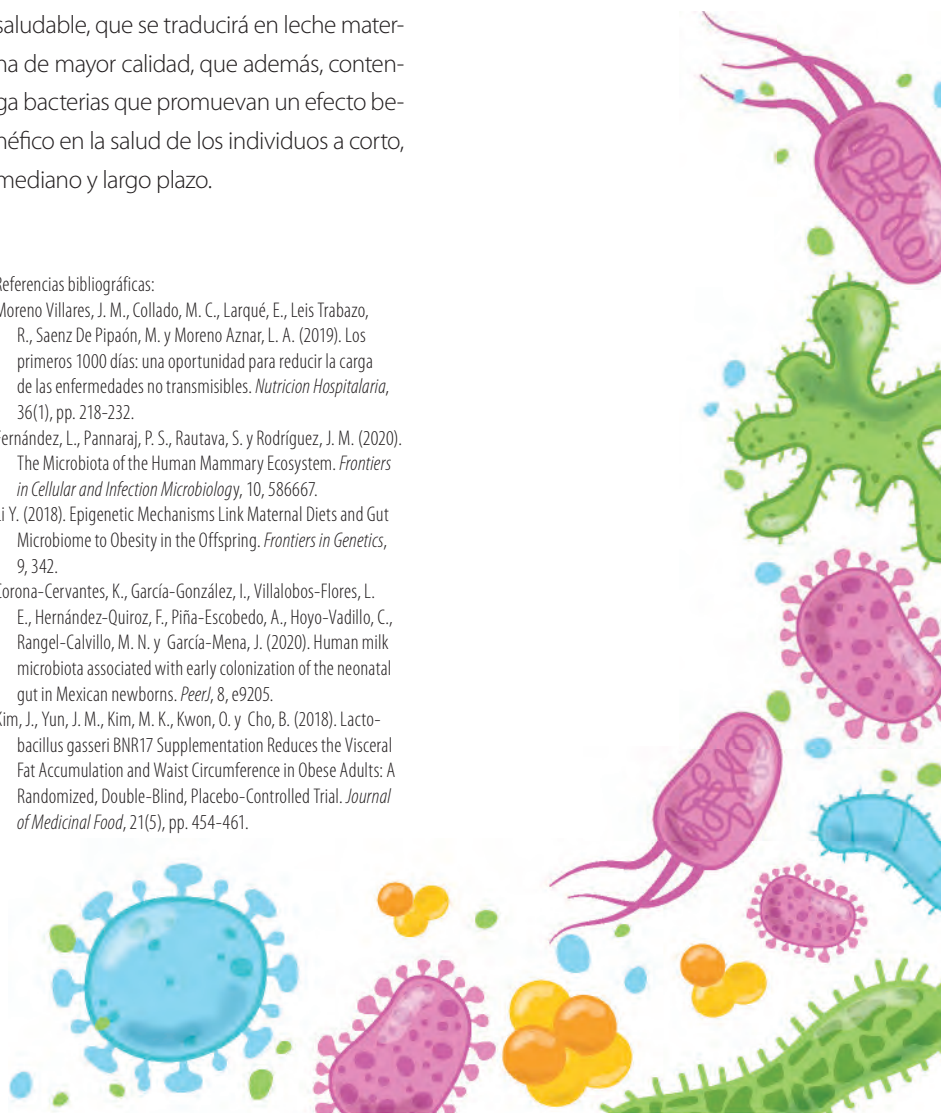 saludable, que se traducirá en leche mater-
na de mayor calidad, que además, conten-
ga bacterias que promuevan un efecto be-
néfico en la salud de los individuos a corto,
mediano y largo plazo.
Referencias bibliográficas:
Moreno Villares, J. M., Collado, M. C., Larqué, E., Leis Trabazo,
R., Saenz De Pipaón, M. y Moreno Aznar, L. A. (2019). Los
primeros 1000 días: una oportunidad para reducir la carga
de las enfermedades no transmisibles. Nutricion Hospitalaria,
36(1), pp. 218-232.
Fernández, L., Pannaraj, P. S., Rautava, S. y Rodríguez, J. M. (2020).
The Microbiota of the Human Mammary Ecosystem. Frontiers
in Cellular and Infection Microbiology, 10, 586667.
Li Y. (2018). Epigenetic Mechanisms Link Maternal Diets and Gut
Microbiome to Obesity in the Offspring. Frontiers in Genetics,
9, 342.
Corona-Cervantes, K., García-González, I., Villalobos-Flores, L.
E., Hernández-Quiroz, F., Piña-Escobedo, A., Hoyo-Vadillo, C.,
Rangel-Calvillo, M. N. y García-Mena, J. (2020). Human milk
microbiota associated with early colonization of the neonatal
gut in Mexican newborns. PeerJ, 8, e9205.
Kim, J., Yun, J. M., Kim, M. K., Kwon, O. y Cho, B. (2018). Lacto-
bacillus gasseri BNR17 Supplementation Reduces the Visceral
Fat Accumulation and Waist Circumference in Obese Adults: A
Randomized, Double-Blind, Placebo-Controlled Trial. Journal
of Medicinal Food, 21(5), pp. 454-461.